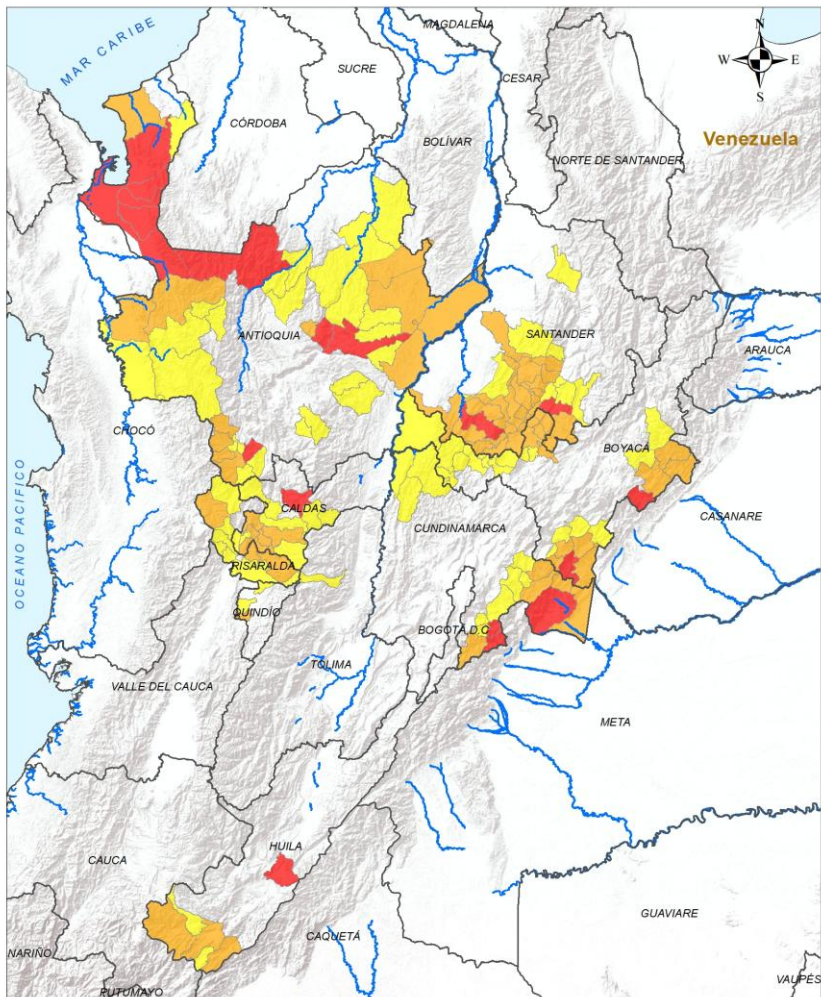 MAGDALENA
N
MAR CARIBE
SUCRE
CESAR
W
E
S
CÓRDOBA
BOLÍVAR
Venezuela
NORTE DE SANTANDER
ANTIOQUIA
SANTANDER
ARAUCA
CHOCÓ
BOYACÁ
OCEANO PACIFICO
CALDAS
CUNDINAMARCA
CASANARE
RISARALDA
QUINDÍO
BOGOTÁ, D.C
TOLIMA
VALLE DEL CAUCA
META
HUILA
CAUCA
GUAVIARE
CAQUETÁ
NARIÑO
PUTUMAYO
VAUPÉS